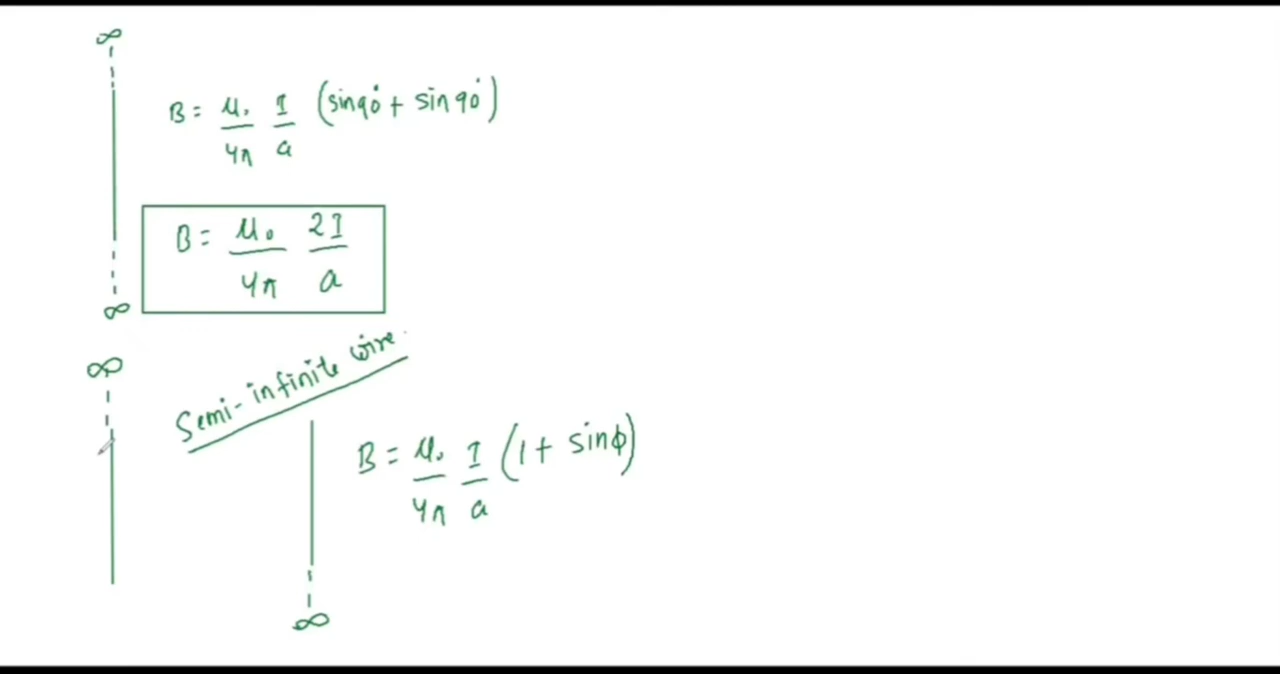 ∞
B = μ₀/4π I/a (sin90° + sin90°)
B = μ₀/4π 2I/a
∞
∞
Semi-infinite wire.
B = μ₀/4π I/a (1 + sinϕ)
∞